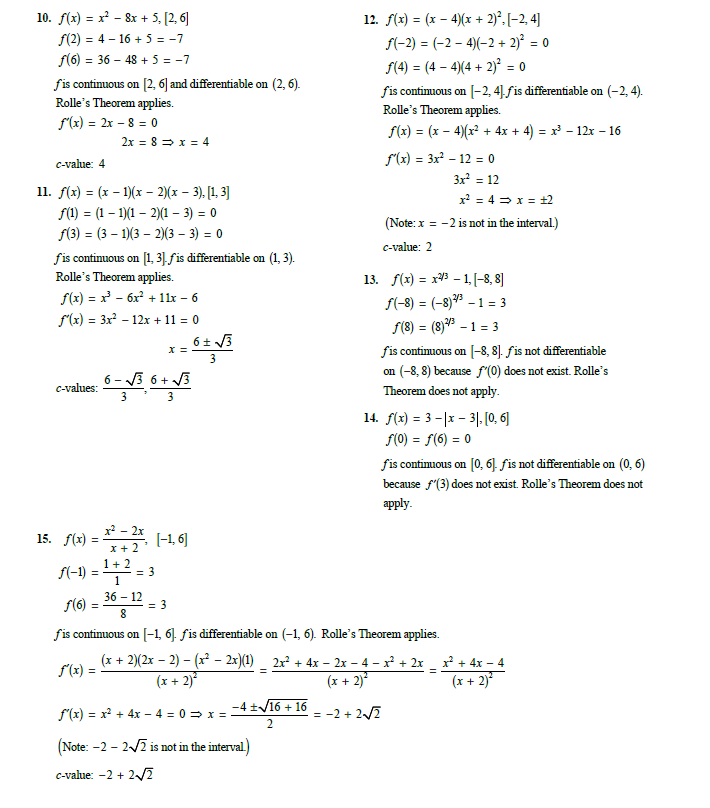 10. f(x) = x² − 8x + 5, [2, 6]
f(2) = 4 − 16 + 5 = −7
f(6) = 36 − 48 + 5 = −7
f is continuous on [2, 6] and differentiable on (2, 6).
Rolle's Theorem applies.
f′(x) = 2x − 8 = 0
2x = 8 ⇒ x = 4
c-value: 4
11. f(x) = (x − 1)(x − 2)(x − 3), [1, 3]
f(1) = (1 − 1)(1 − 2)(1 − 3) = 0
f(3) = (3 − 1)(3 − 2)(3 − 3) = 0
f is continuous on [1, 3]. f is differentiable on (1, 3).
Rolle's Theorem applies.
f(x) = x³ − 6x² + 11x − 6
f′(x) = 3x² − 12x + 11 = 0
x = (6 ± √3)/3
c-values: (6 − √3)/3, (6 + √3)/3
12. f(x) = (x − 4)(x + 2)², [−2, 4]
f(−2) = (−2 − 4)(−2 + 2)² = 0
f(4) = (4 − 4)(4 + 2)² = 0
f is continuous on [−2, 4]. f is differentiable on (−2, 4).
Rolle's Theorem applies.
f(x) = (x − 4)(x² + 4x + 4) = x³ − 12x − 16
f′(x) = 3x² − 12 = 0
3x² = 12
x² = 4 ⇒ x = ±2
(Note: x = −2 is not in the interval.)
c-value: 2
13. f(x) = x^(2/3) − 1, [−8, 8]
f(−8) = (−8)^(2/3) − 1 = 3
f(8) = (8)^(2/3) − 1 = 3
f is continuous on [−8, 8]. f is not differentiable
on (−8, 8) because f′(0) does not exist. Rolle's
Theorem does not apply.
14. f(x) = 3 − |x − 3|, [0, 6]
f(0) = f(6) = 0
f is continuous on [0, 6]. f is not differentiable on (0, 6)
because f′(3) does not exist. Rolle's Theorem does not
apply.
15. f(x) = (x² − 2x)/(x + 2), [−1, 6]
f(−1) = (1 + 2)/1 = 3
f(6) = (36 − 12)/8 = 3
f is continuous on [−1, 6]. f is differentiable on (−1, 6). Rolle's Theorem applies.
f′(x) = ((x + 2)(2x − 2) − (x² − 2x)(1))/(x + 2)² = (2x² + 4x − 2x − 4 − x² + 2x)/(x + 2)² = (x² + 4x − 4)/(x + 2)²
f′(x) = x² + 4x − 4 = 0 ⇒ x = (−4 ± √(16 + 16))/2 = −2 + 2√2
(Note: −2 − 2√2 is not in the interval.)
c-value: −2 + 2√2